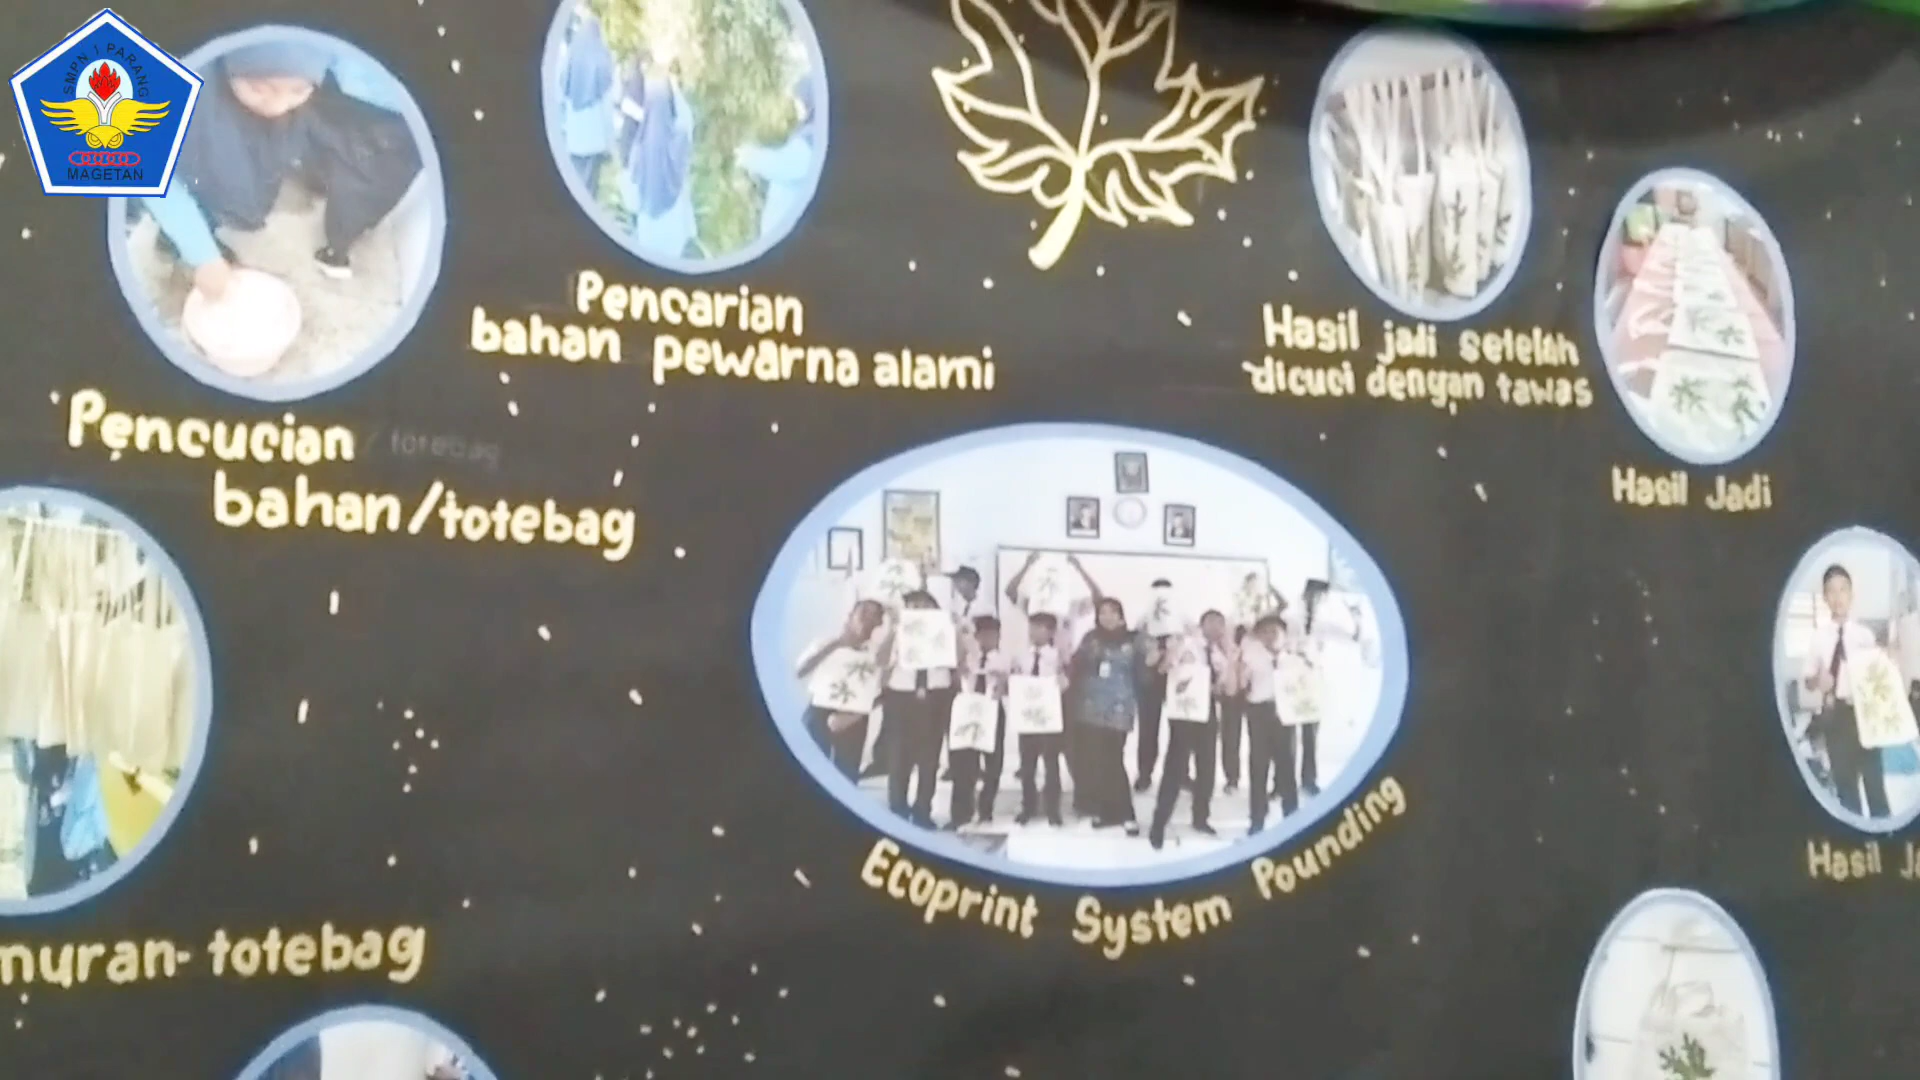 SMPN 1 PARANG
MAGETAN
Pencarian
bahan pewarna alami
Pencucian / totebag
bahan/totebag
Hasil jadi setelah
dicuci dengan tawas
Hasil Jadi
Ecoprint System Pounding
Hasil
muran-totebag